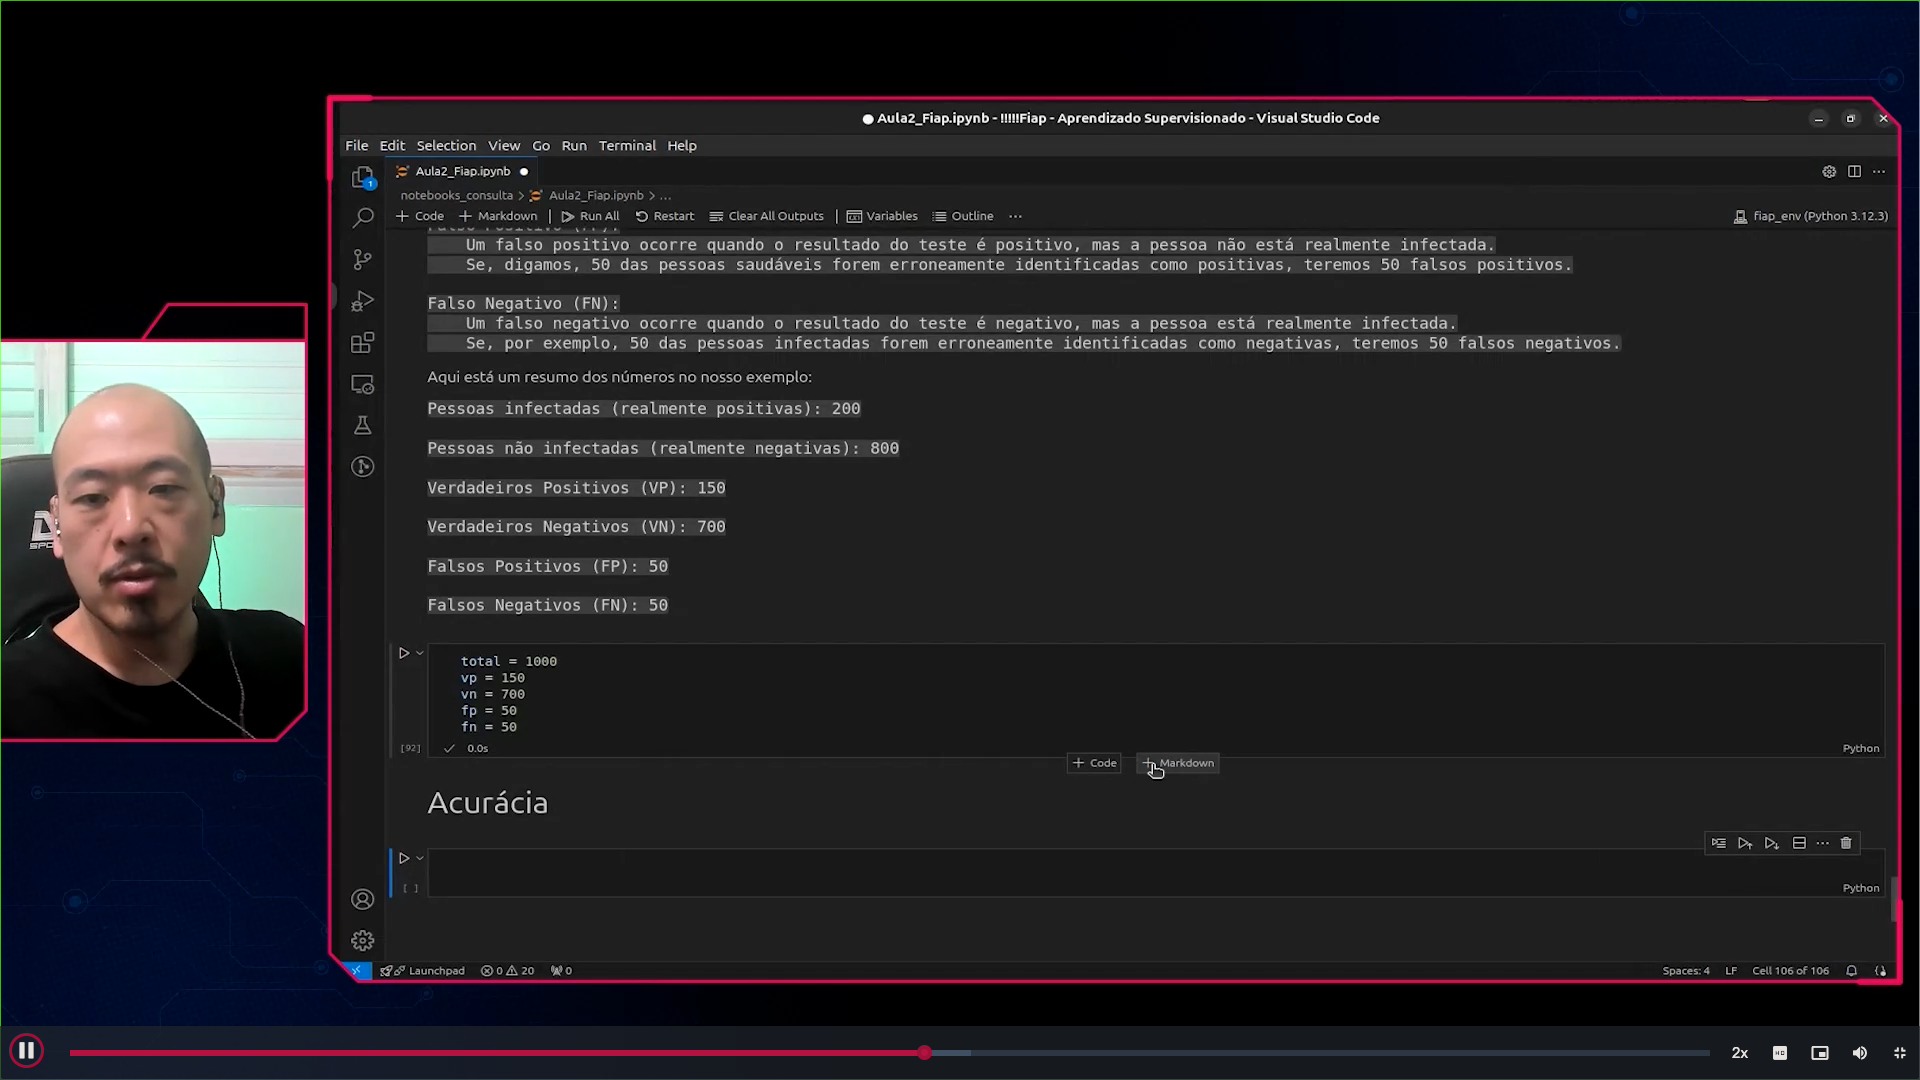 Aula2_Fiap.ipynb - !!!!!Fiap - Aprendizado Supervisionado - Visual Studio Code
File Edit Selection View Go Run Terminal Help
1
Aula2_Fiap.ipynb
notebooks_consulta > Aula2_Fiap.ipynb > ...
+ Code + Markdown Run All Restart Clear All Outputs Variables Outline ... fiap_env (Python 3.12.3)
Falso Positivo (FP):
Um falso positivo ocorre quando o resultado do teste é positivo, mas a pessoa não está realmente infectada.
Se, digamos, 50 das pessoas saudáveis forem erroneamente identificadas como positivas, teremos 50 falsos positivos.
Falso Negativo (FN):
Um falso negativo ocorre quando o resultado do teste é negativo, mas a pessoa está realmente infectada.
Se, por exemplo, 50 das pessoas infectadas forem erroneamente identificadas como negativas, teremos 50 falsos negativos.
Aqui está um resumo dos números no nosso exemplo:
Pessoas infectadas (realmente positivas): 200
Pessoas não infectadas (realmente negativas): 800
Verdadeiros Positivos (VP): 150
Verdadeiros Negativos (VN): 700
Falsos Positivos (FP): 50
Falsos Negativos (FN): 50
total = 1000
vp = 150
vn = 700
fp = 50
fn = 50
[92] 0.0s Python
+ Code + Markdown
Acurácia
[ ] Python
Launchpad 0 20 0 Spaces: 4 LF Cell 106 of 106
2x